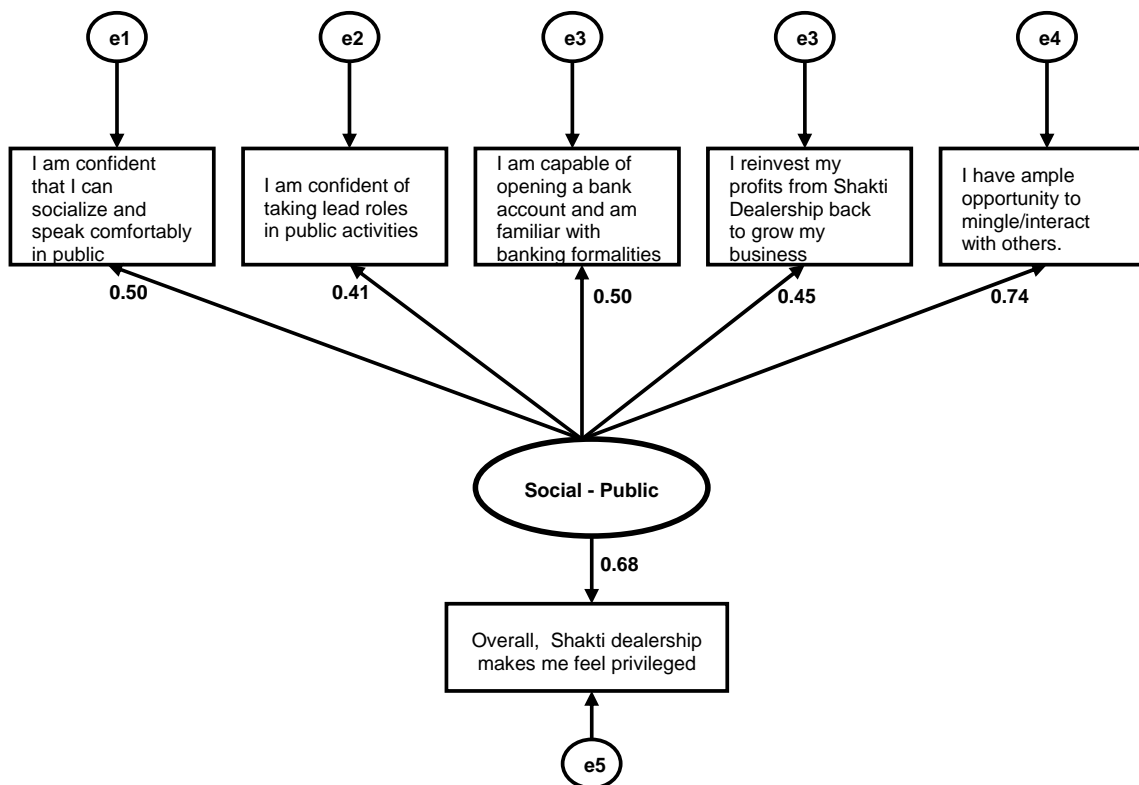 e1
e2
e3
e3
e4
I am confident
that I can
socialize and
speak comfortably
in public
I am confident of
taking lead roles
in public activities
I am capable of
opening a bank
account and am
familiar with
banking formalities
I reinvest my
profits from Shakti
Dealership back
to grow my
business
I have ample
opportunity to
mingle/interact
with others.
0.50
0.41
0.50
0.45
0.74
Social - Public
0.68
Overall, Shakti dealership
makes me feel privileged
e5